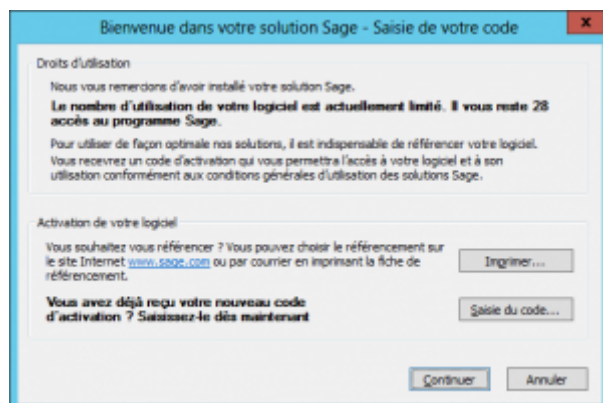 Bienvenue dans votre solution Sage - Saisie de votre code
x
Droits d'utilisation
Nous vous remercions d'avoir installé votre solution Sage.
Le nombre d'utilisation de votre logiciel est actuellement limité. Il vous reste 28
accès au programme Sage.
Pour utiliser de façon optimale nos solutions, il est indispensable de référencer votre logiciel.
Vous recevrez un code d'activation qui vous permettra l'accès à votre logiciel et à son
utilisation conformément aux conditions générales d'utilisation des solutions Sage.
Activation de votre logiciel
Vous souhaitez vous référencer ? Vous pouvez choisir le référencement sur
le site Internet www.sage.com ou par courrier en imprimant la fiche de
référencement.
Imprimer...
Vous avez déjà reçu votre nouveau code
d'activation ? Saisissez-le dès maintenant
Saisie du code...
Continuer
Annuler